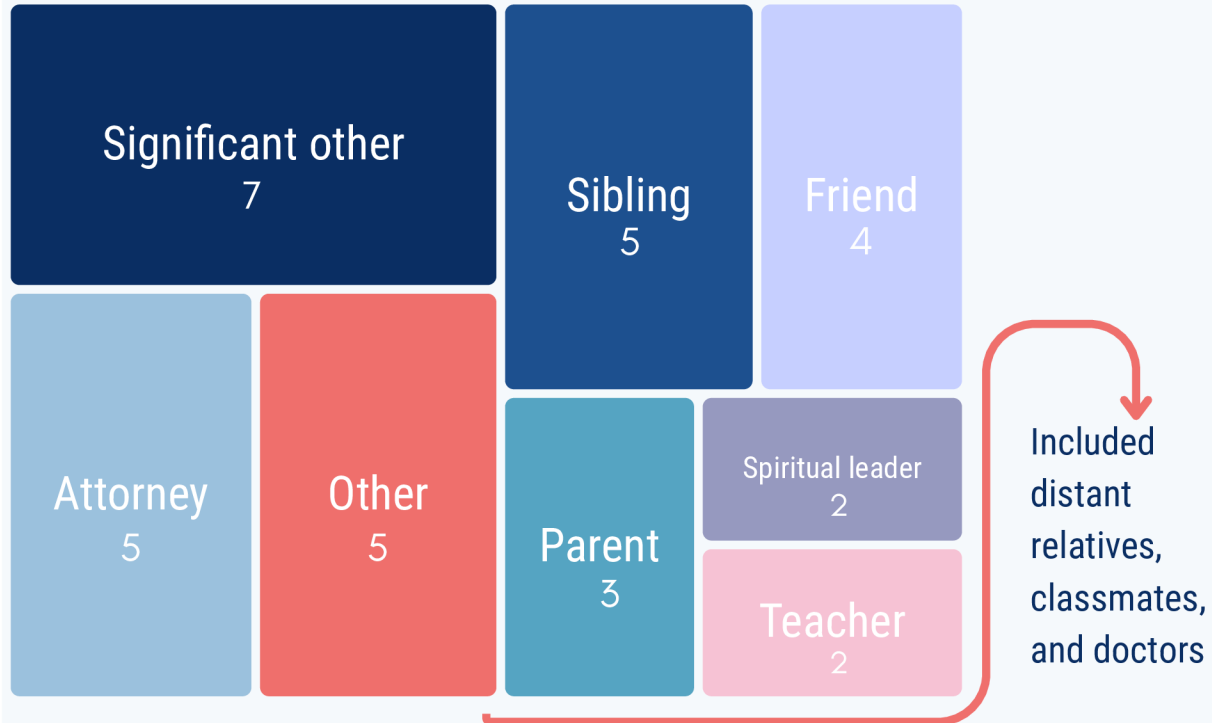 Significant other
7
Sibling
5
Friend
4
Attorney
5
Other
5
Parent
3
Spiritual leader
2
Teacher
2
Included
distant
relatives,
classmates,
and doctors